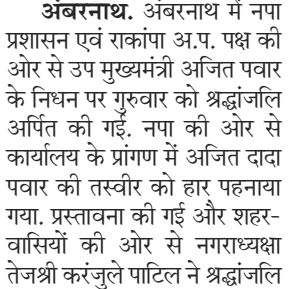 अंबरनाथ. अंबरनाथ में नपा
प्रशासन एवं राकांपा अ.प. पक्ष की
ओर से उप मुख्यमंत्री अजित पवार
के निधन पर गुरुवार को श्रद्धांजलि
अर्पित की गई. नपा की ओर से
कार्यालय के प्रांगण में अजित दादा
पवार की तस्वीर को हार पहनाया
गया. प्रस्तावना की गई और शहर-
वासियों की ओर से नगराध्यक्षा
तेजश्री करंजुले पाटिल ने श्रद्धांजलि